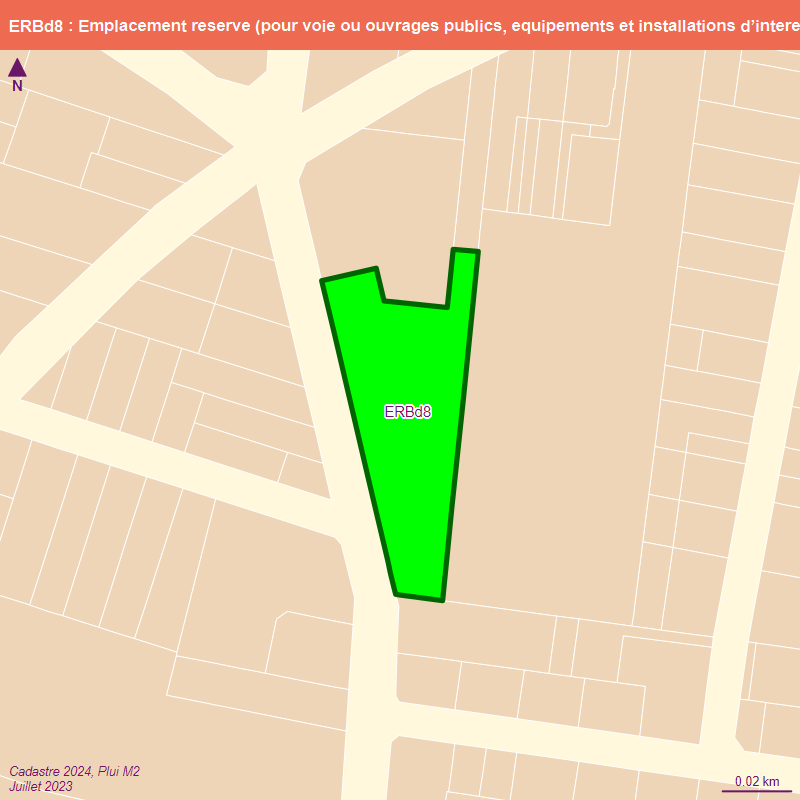 ERBd8 : Emplacement reserve (pour voie ou ouvrages publics, equipements et installations d’intere
N
ERBd8
Cadastre 2024, Plui M2
Juillet 2023
0.02 km